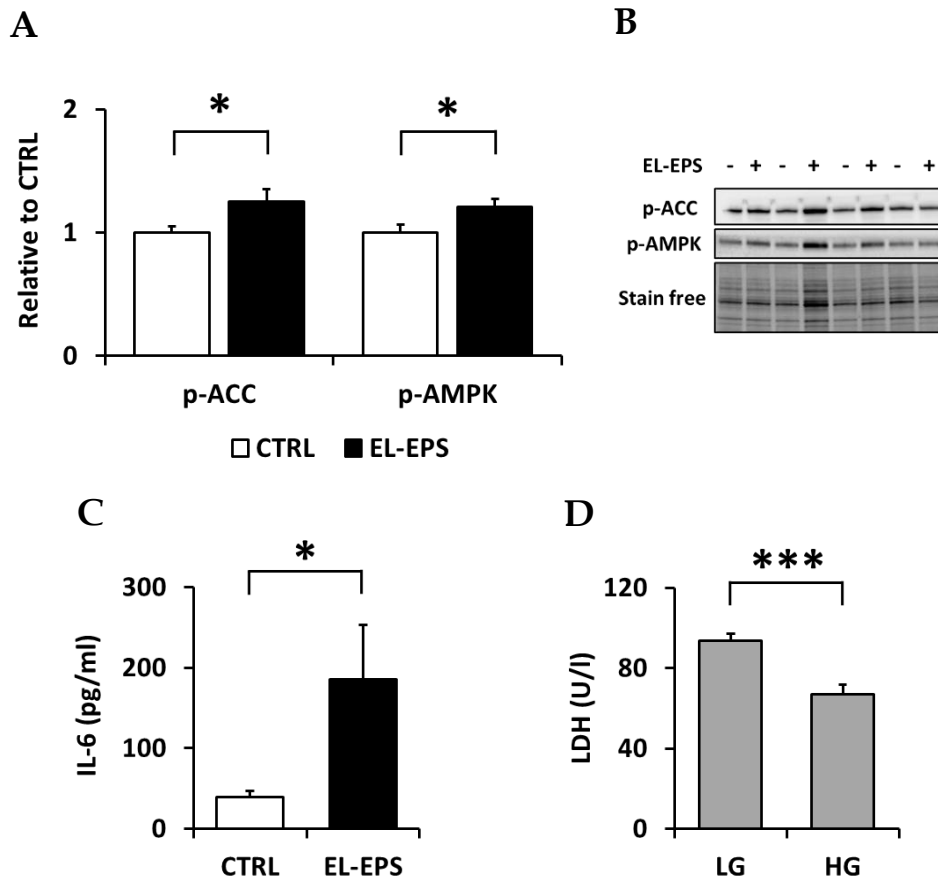 A
Relative to CTRL
2
1
0
*
*
p-ACC p-AMPK
CTRL EL-EPS
B
EL-EPS - + - + - + - +
p-ACC
p-AMPK
Stain free
C
IL-6 (pg/ml)
300
200
100
0
*
CTRL EL-EPS
D
LDH (U/l)
120
80
40
0
***
LG HG